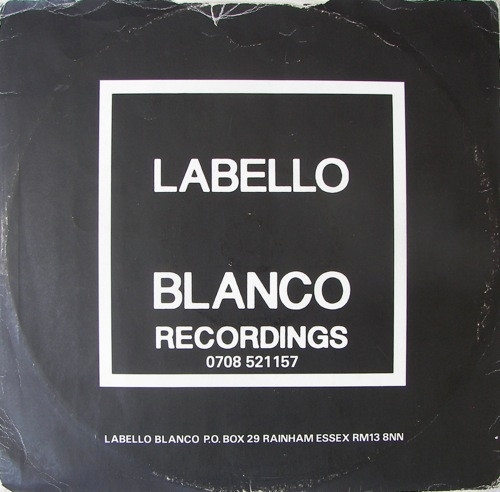 LABELLO
BLANCO
RECORDINGS
0708 521157
LABELLO BLANCO P.O. BOX 29 RAINHAM ESSEX RM13 8NN